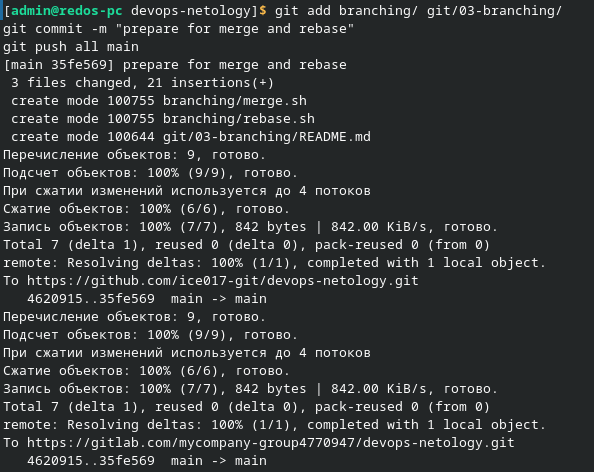 [admin@redos-pc devops-netology]$ git add branching/ git/03-branching/
git commit -m "prepare for merge and rebase"
git push all main
[main 35fe569] prepare for merge and rebase
 3 files changed, 21 insertions(+)
 create mode 100755 branching/merge.sh
 create mode 100755 branching/rebase.sh
 create mode 100644 git/03-branching/README.md
Перечисление объектов: 9, готово.
Подсчет объектов: 100% (9/9), готово.
При сжатии изменений используется до 4 потоков
Сжатие объектов: 100% (6/6), готово.
Запись объектов: 100% (7/7), 842 bytes | 842.00 KiB/s, готово.
Total 7 (delta 1), reused 0 (delta 0), pack-reused 0 (from 0)
remote: Resolving deltas: 100% (1/1), completed with 1 local object.
To https://github.com/ice017-git/devops-netology.git
   4620915..35fe569  main -> main
Перечисление объектов: 9, готово.
Подсчет объектов: 100% (9/9), готово.
При сжатии изменений используется до 4 потоков
Сжатие объектов: 100% (6/6), готово.
Запись объектов: 100% (7/7), 842 bytes | 842.00 KiB/s, готово.
Total 7 (delta 1), reused 0 (delta 0), pack-reused 0 (from 0)
remote: Resolving deltas: 100% (1/1), completed with 1 local object.
To https://gitlab.com/mycompany-group4770947/devops-netology.git
   4620915..35fe569  main -> main